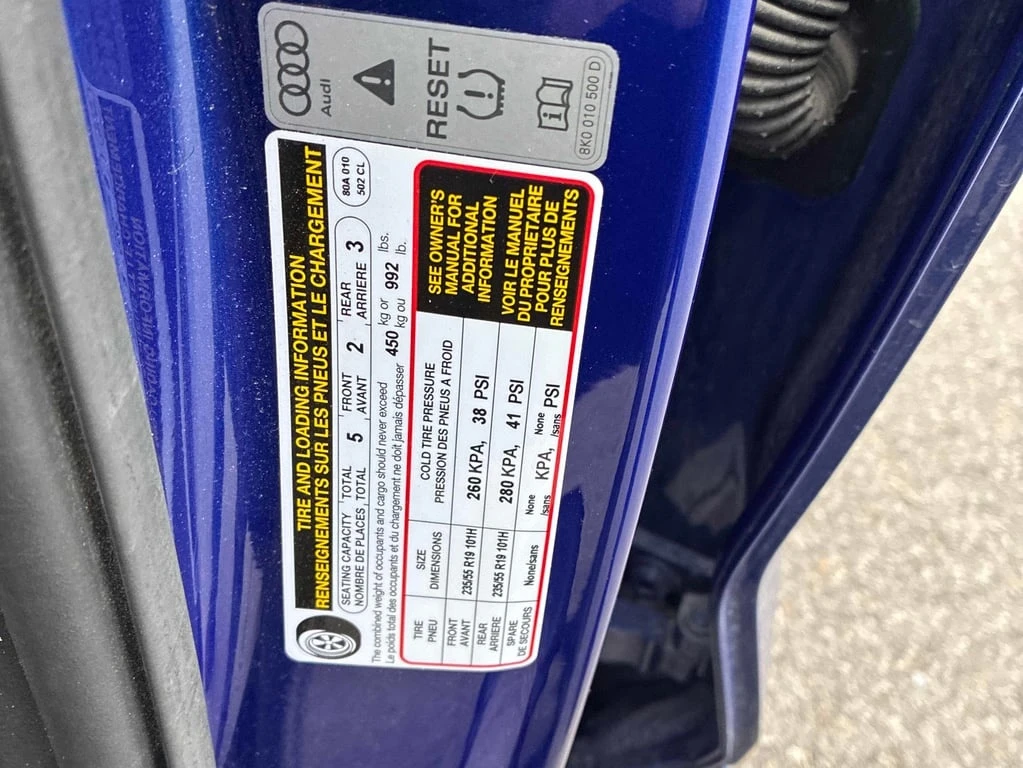 Audi
RESET
8K0 010 500 D
TIRE AND LOADING INFORMATION
RENSEIGNEMENTS SUR LES PNEUS ET LE CHARGEMENT
SEATING CAPACITY TOTAL 5 FRONT 2 REAR 3
NOMBRE DE PLACES TOTAL AVANT ARRIERE
80A 010
502 CL
The combined weight of occupants and cargo should never exceed 450 kg or 992 lbs.
Le poids total des occupants et du chargement ne doit jamais dépasser kg ou lb.
TIRE SIZE COLD TIRE PRESSURE
PNEU DIMENSIONS PRESSION DES PNEUS A FROID
FRONT
AVANT 235/55 R19 101H 260 KPA, 38 PSI
REAR
ARRIERE 235/55 R19 101H 280 KPA, 41 PSI
SPARE
DE SECOURS None/sans None/sans KPA, None/sans PSI
SEE OWNER'S
MANUAL FOR
ADDITIONAL
INFORMATION
VOIR LE MANUEL
DU PROPRIETAIRE
POUR PLUS DE
RENSEIGNEMENTS